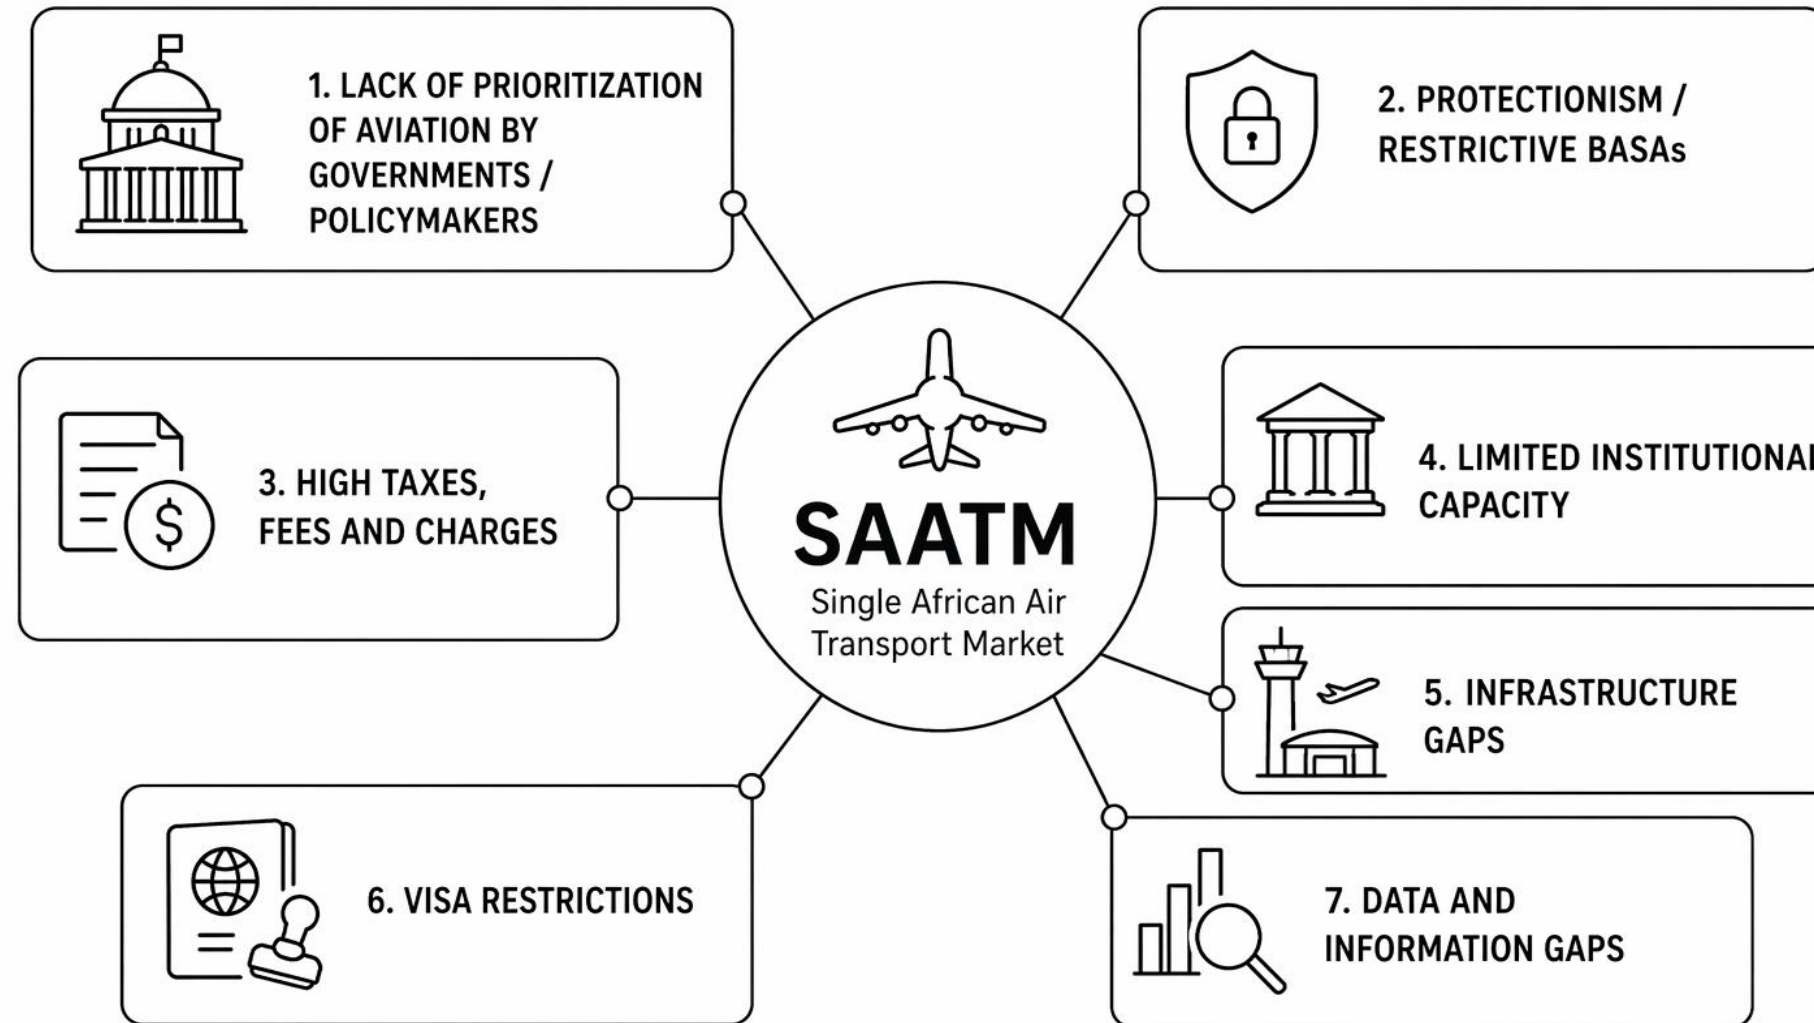 1. LACK OF PRIORITIZATION
OF AVIATION BY
GOVERNMENTS /
POLICYMAKERS
2. PROTECTIONISM /
RESTRICTIVE BASAs
3. HIGH TAXES,
FEES AND CHARGES
$
SAATM
Single African Air
Transport Market
4. LIMITED INSTITUTIONAL
CAPACITY
5. INFRASTRUCTURE
GAPS
6. VISA RESTRICTIONS
7. DATA AND
INFORMATION GAPS